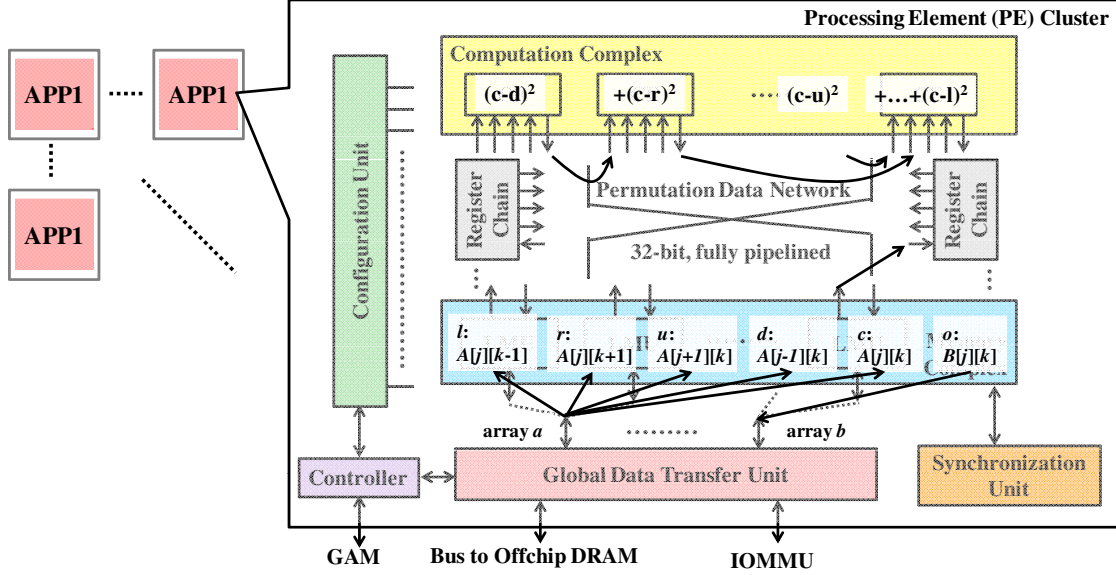 Processing Element (PE) Cluster
APP1
APP1
APP1
Configuration Unit
Computation Complex
(c-d)²
+(c-r)²
(c-u)²
+…+(c-l)²
Register
Chain
Permutation Data Network
32-bit, fully pipelined
Register
Chain
l:
A[j][k-1]
r:
A[j][k+1]
u:
A[j+1][k]
d:
A[j-1][k]
c:
A[j][k]
o:
B[j][k]
array a
array b
Controller
Global Data Transfer Unit
Synchronization
Unit
GAM
Bus to Offchip DRAM
IOMMU